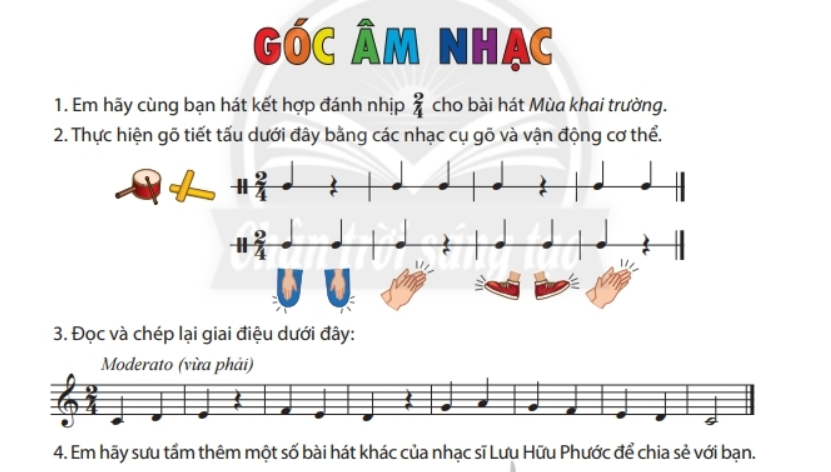 GÓC ÂM NHẠC
1. Em hãy cùng bạn hát kết hợp đánh nhịp 2/4 cho bài hát Mùa khai trường.
2. Thực hiện gõ tiết tấu dưới đây bằng các nhạc cụ gõ và vận động cơ thể.
2/4
2/4
Chân trời sáng tạo
3. Đọc và chép lại giai điệu dưới đây:
Moderato (vừa phải)
2/4
4. Em hãy sưu tầm thêm một số bài hát khác của nhạc sĩ Lưu Hữu Phước để chia sẻ với bạn.